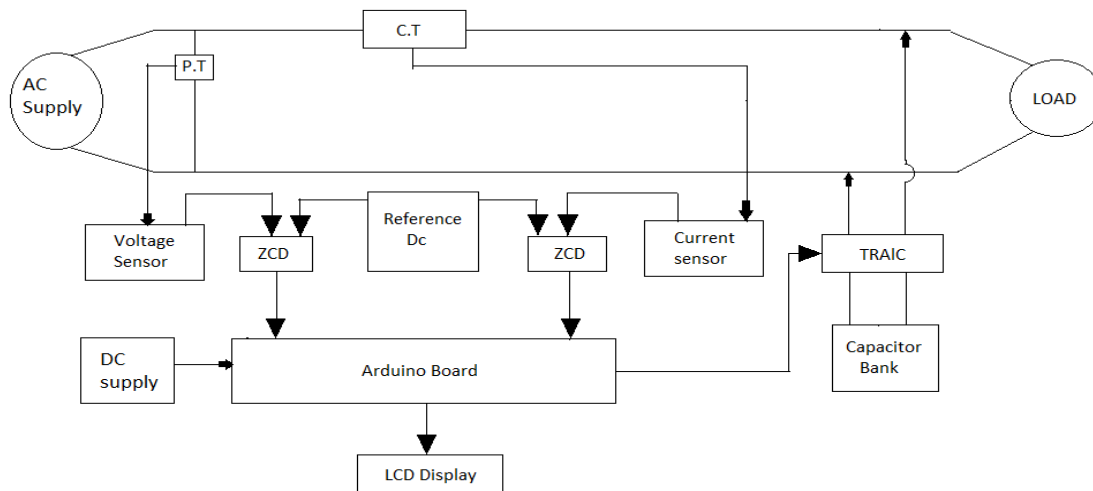 C.T
P.T
AC
Supply
LOAD
Voltage
Sensor
ZCD
Reference
Dc
ZCD
Current
sensor
TRAIC
DC
supply
Arduino Board
Capacitor
Bank
LCD Display